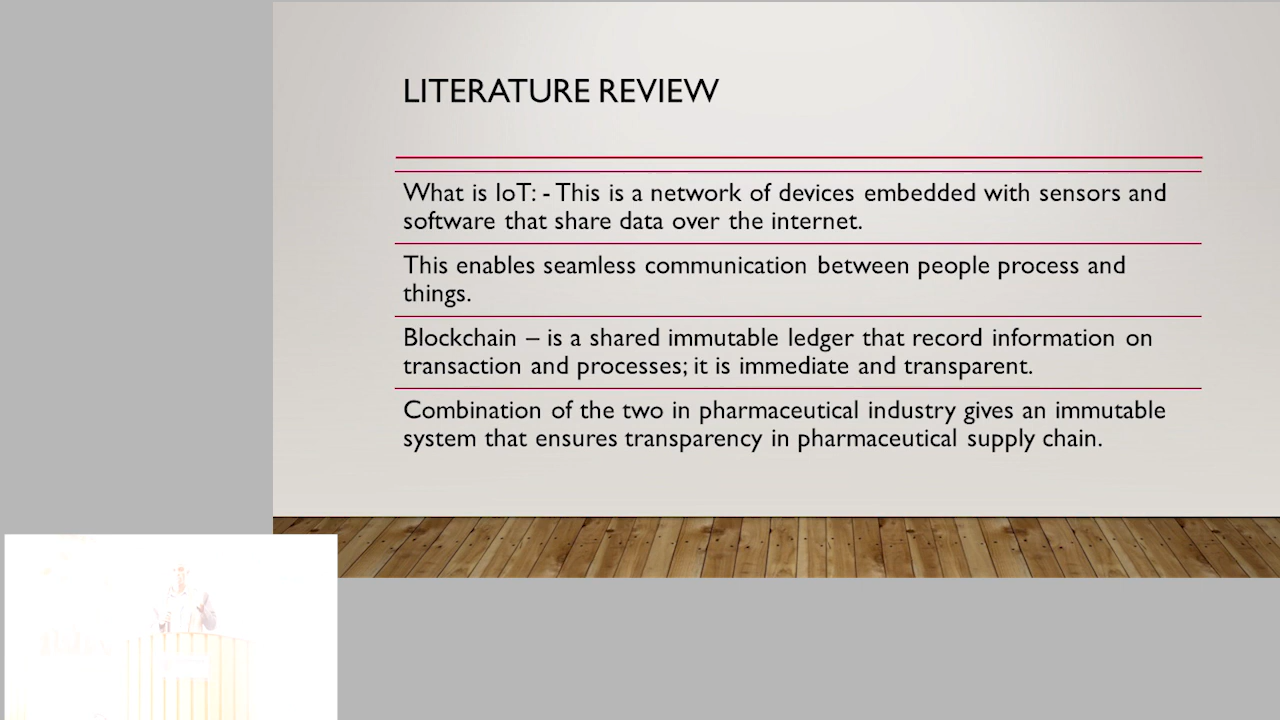 LITERATURE REVIEW
What is IoT: - This is a network of devices embedded with sensors and
software that share data over the internet.
This enables seamless communication between people process and
things.
Blockchain – is a shared immutable ledger that record information on
transaction and processes; it is immediate and transparent.
Combination of the two in pharmaceutical industry gives an immutable
system that ensures transparency in pharmaceutical supply chain.